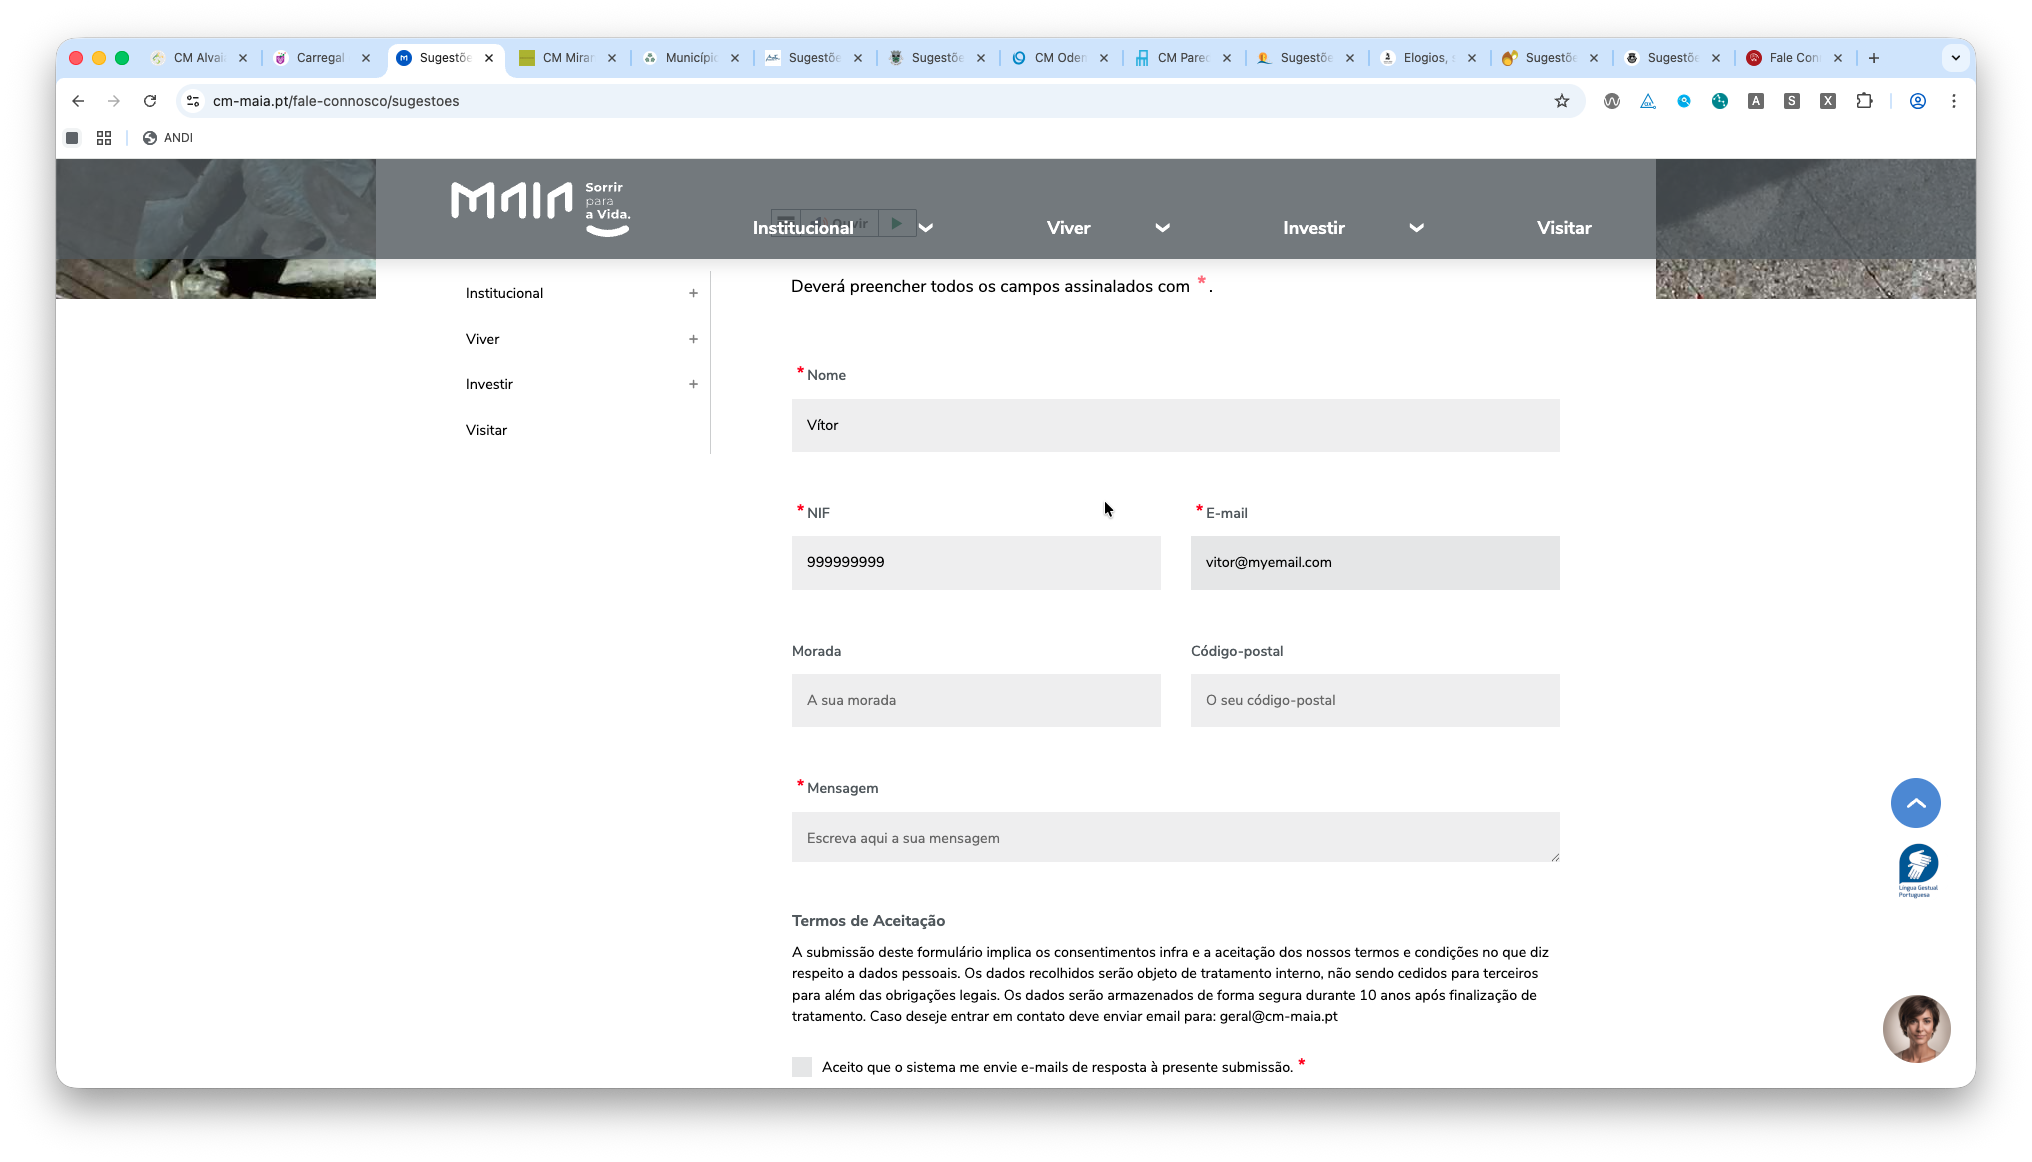 CM Alvai
Carregal
Sugestõe
CM Miran
Municípi
Sugestõe
Sugestõe
CM Oden
CM Pared
Sugestõe
Elogios, s
Sugestõe
Sugestõe
Fale Con
cm-maia.pt/fale-connosco/sugestoes
A
S
X
ANDI
MAIA
Sorrir
para
a Vida.
Institucional
Viver
Investir
Visitar
Institucional +
Viver +
Investir +
Visitar
Deverá preencher todos os campos assinalados com * .
* Nome
Vítor
* NIF
999999999
* E-mail
vitor@myemail.com
Morada
A sua morada
Código-postal
O seu código-postal
* Mensagem
Escreva aqui a sua mensagem
Termos de Aceitação
A submissão deste formulário implica os consentimentos infra e a aceitação dos nossos termos e condições no que diz
respeito a dados pessoais. Os dados recolhidos serão objeto de tratamento interno, não sendo cedidos para terceiros
para além das obrigações legais. Os dados serão armazenados de forma segura durante 10 anos após finalização de
tratamento. Caso deseje entrar em contato deve enviar email para: geral@cm-maia.pt
Aceito que o sistema me envie e-mails de resposta à presente submissão. *
Língua Gestual
Portuguesa